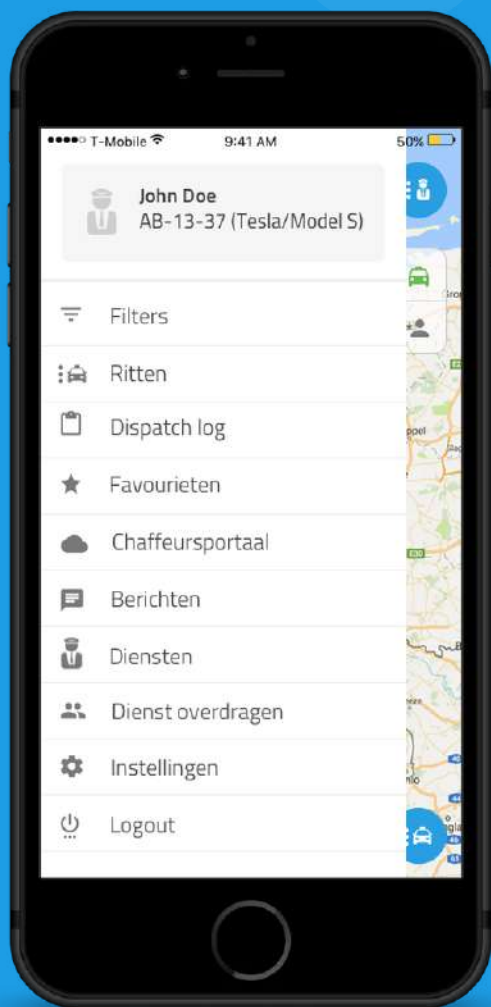 T-Mobile 9:41 AM 50%
John Doe
AB-13-37 (Tesla/Model S)
Filters
Ritten
Dispatch log
Favourieten
Chaffeursportaal
Berichten
Diensten
Dienst overdragen
Instellingen
Logout
E30